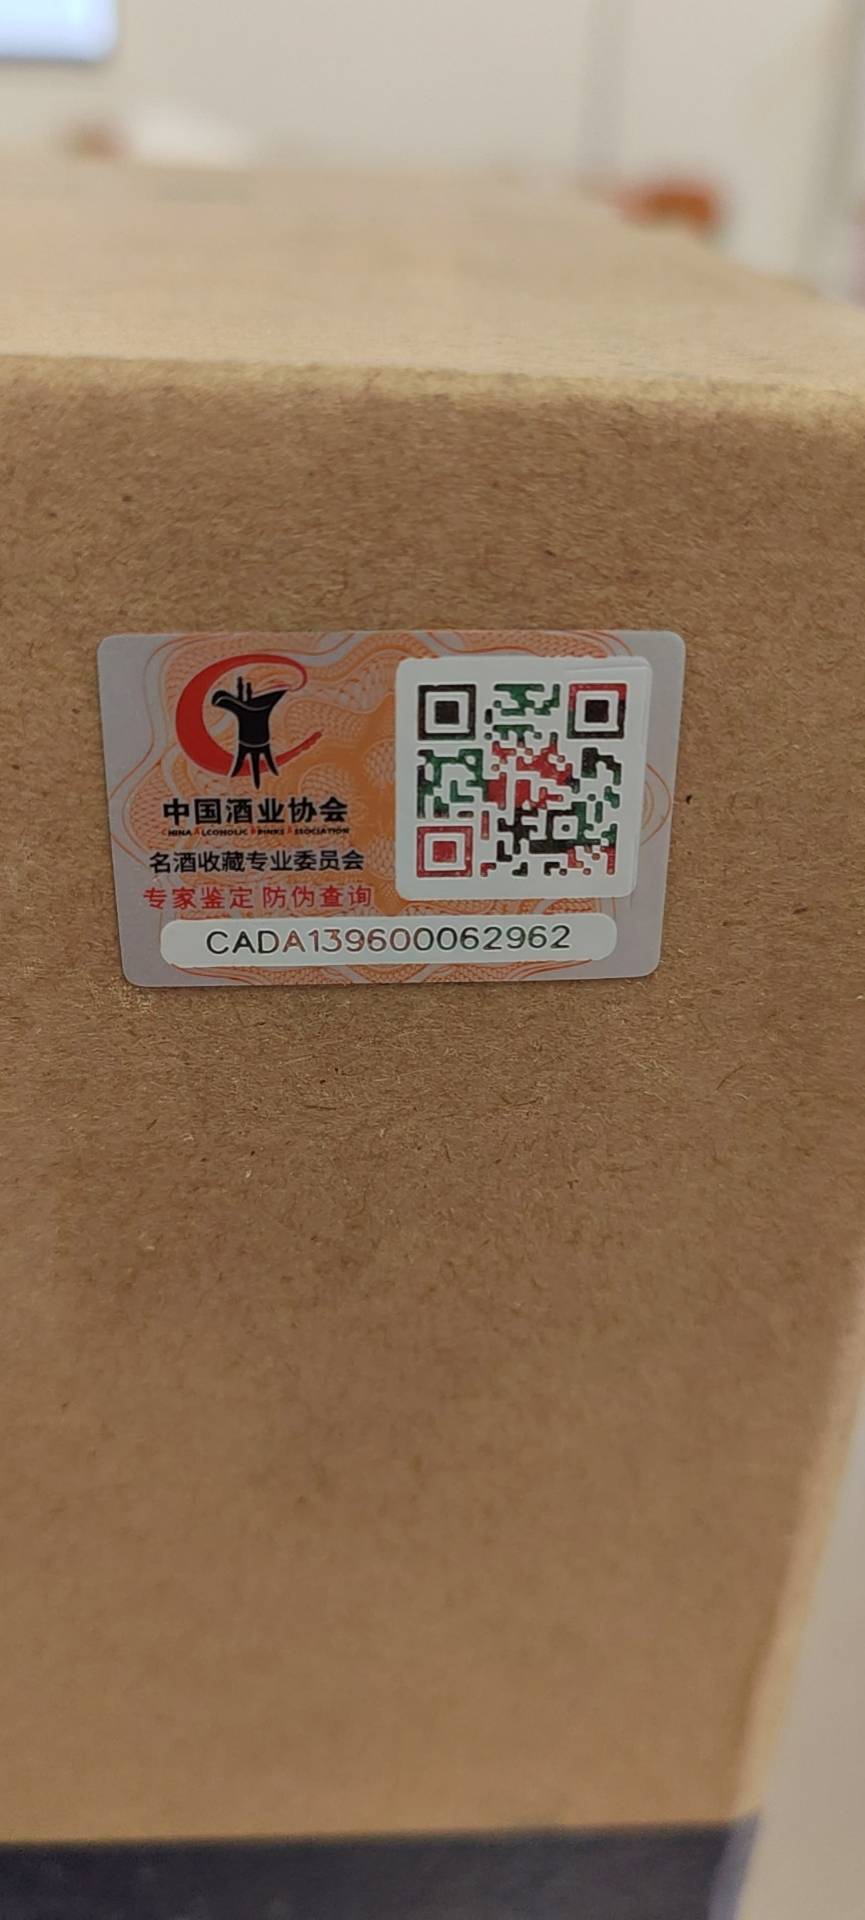 中国酒业协会
CHINA ALCOHOLIC DRINKS ASSOCIATION
名酒收藏专业委员会
专家鉴定 防伪查询
CADA139600062962